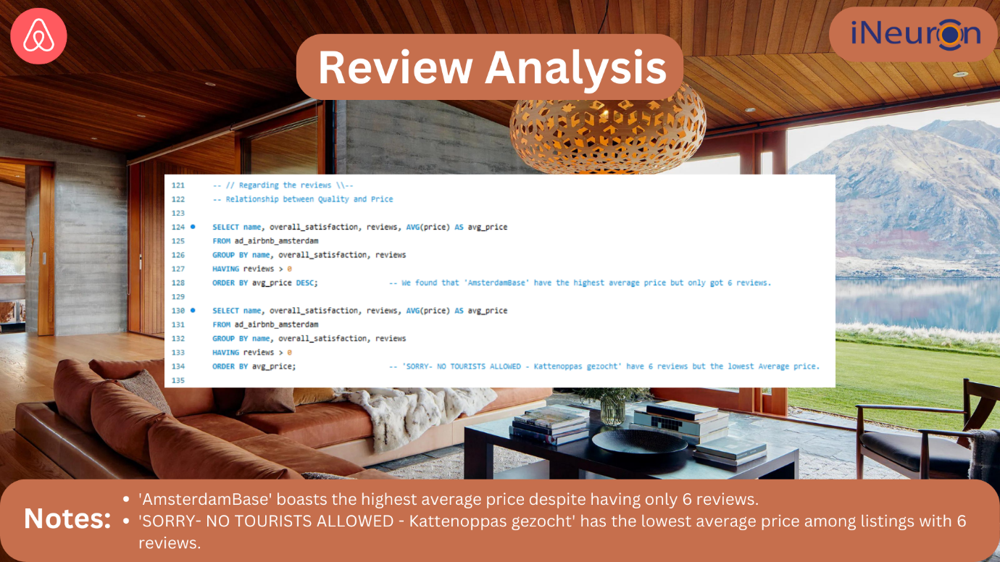 iNeuron
Review Analysis
121 -- // Regarding the reviews \\--
122 -- Relationship between Quality and Price
123
124 SELECT name, overall_satisfaction, reviews, AVG(price) AS avg_price
125 FROM ad_airbnb_amsterdam
126 GROUP BY name, overall_satisfaction, reviews
127 HAVING reviews > 0
128 ORDER BY avg_price DESC; -- We found that 'AmsterdamBase' have the highest average price but only got 6 reviews.
129
130 SELECT name, overall_satisfaction, reviews, AVG(price) AS avg_price
131 FROM ad_airbnb_amsterdam
132 GROUP BY name, overall_satisfaction, reviews
133 HAVING reviews > 0
134 ORDER BY avg_price; -- 'SORRY- NO TOURISTS ALLOWED - Kattenoppas gezocht' have 6 reviews but the lowest Average price.
135
Notes:
• 'AmsterdamBase' boasts the highest average price despite having only 6 reviews.
• 'SORRY- NO TOURISTS ALLOWED - Kattenoppas gezocht' has the lowest average price among listings with 6
reviews.